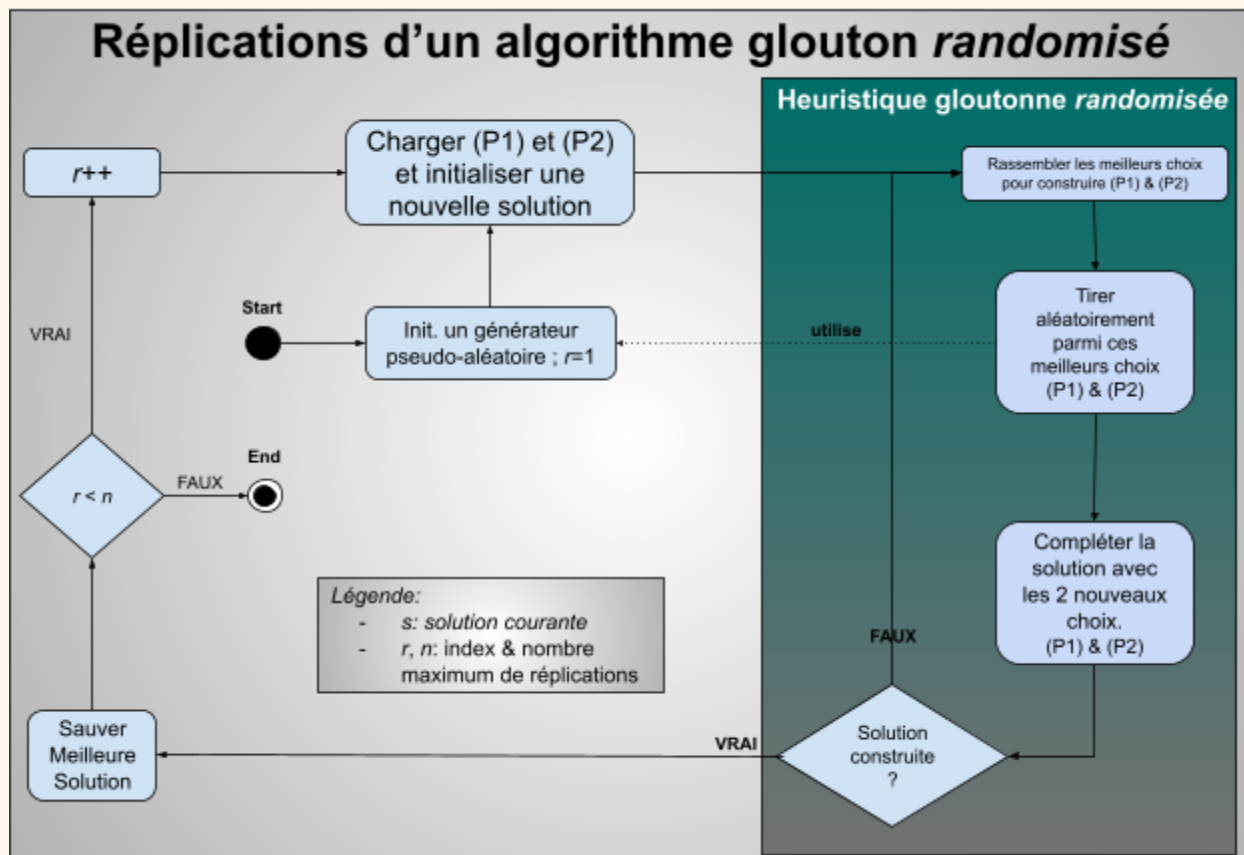 Réplications d’un algorithme glouton randomisé
Heuristique gloutonne randomisée
r++
Charger (P1) et (P2)
et initialiser une
nouvelle solution
Rassembler les meilleurs choix
pour construire (P1) & (P2)
Start
Init. un générateur
pseudo-aléatoire ; r=1
utilise
Tirer
aléatoirement
parmi ces
meilleurs choix
(P1) & (P2)
VRAI
r < n
FAUX
End
Compléter la
solution avec
les 2 nouveaux
choix.
(P1) & (P2)
Légende:
- s: solution courante
- r, n: index & nombre
maximum de réplications
FAUX
Solution
construite
?
VRAI
Sauver
Meilleure
Solution